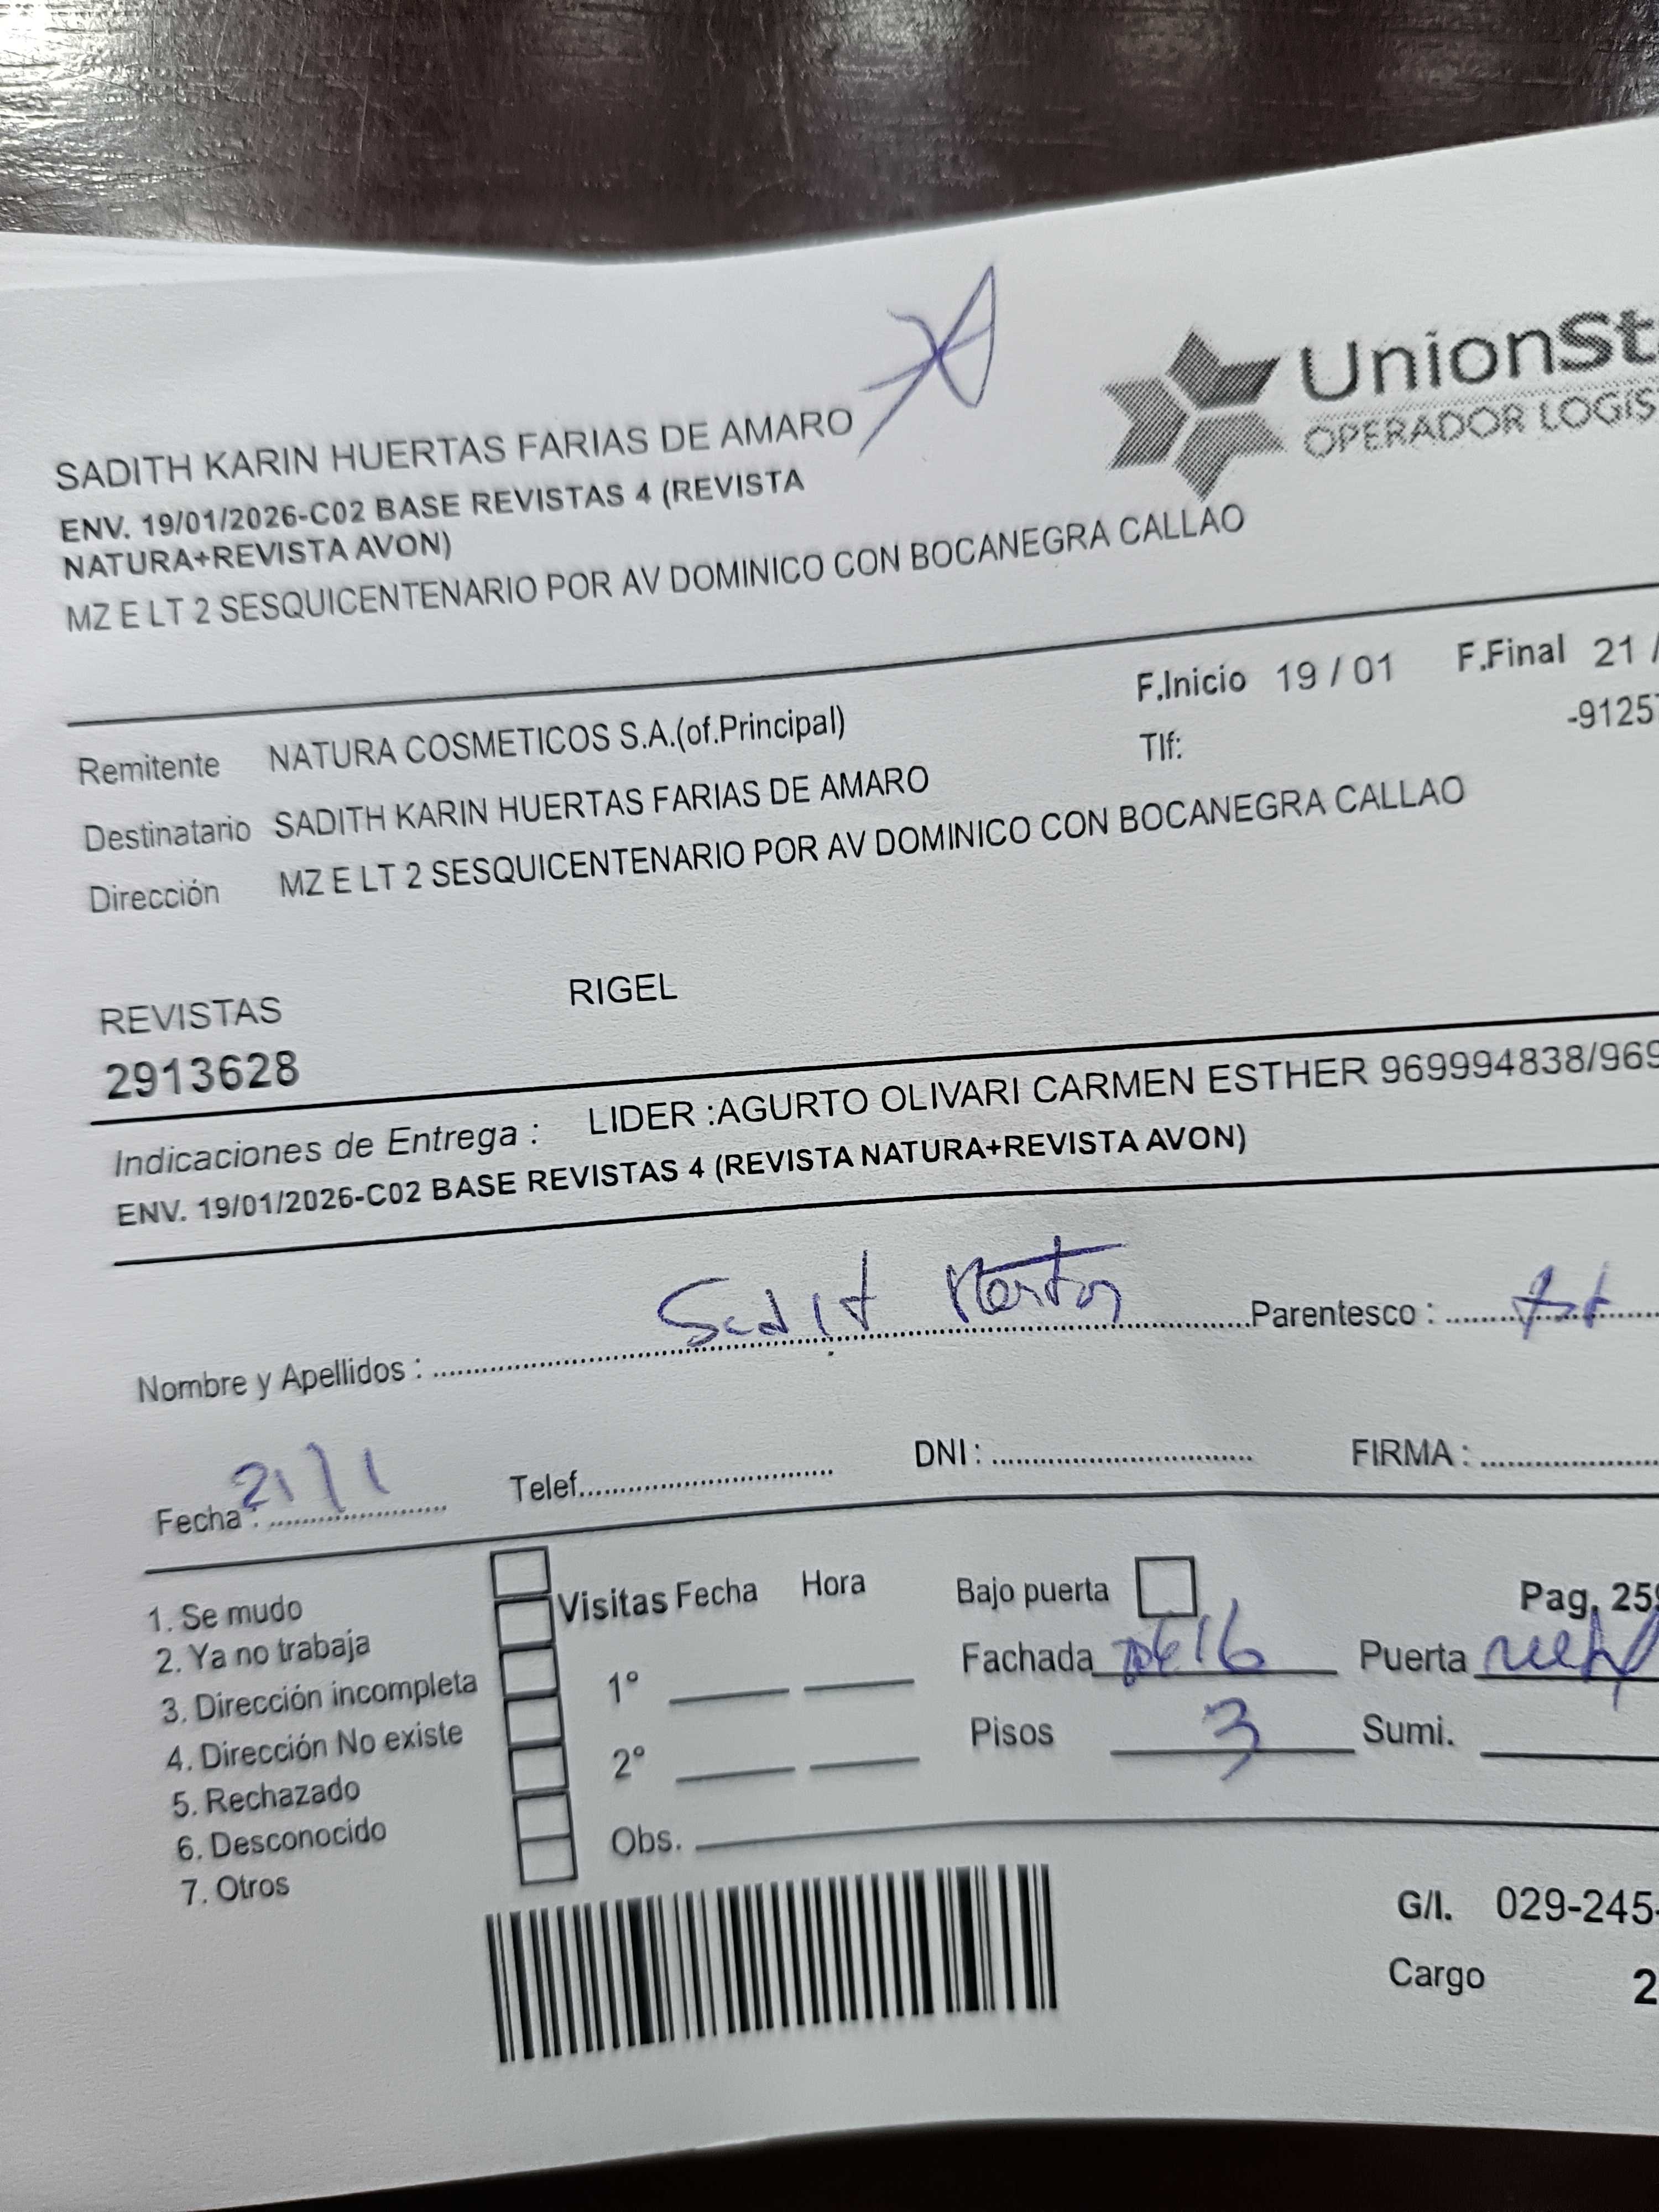 UnionSt
OPERADOR LOGIS
SADITH KARIN HUERTAS FARIAS DE AMARO
ENV. 19/01/2026-C02 BASE REVISTAS 4 (REVISTA
NATURA+REVISTA AVON)
MZ E LT 2 SESQUICENTENARIO POR AV DOMINICO CON BOCANEGRA CALLAO
F.Inicio 19 / 01 F.Final 21 /
Remitente NATURA COSMETICOS S.A.(of.Principal) Tlf: -9125
Destinatario SADITH KARIN HUERTAS FARIAS DE AMARO
Dirección MZ E LT 2 SESQUICENTENARIO POR AV DOMINICO CON BOCANEGRA CALLAO
REVISTAS RIGEL
2913628
Indicaciones de Entrega : LIDER :AGURTO OLIVARI CARMEN ESTHER 969994838/969
ENV. 19/01/2026-C02 BASE REVISTAS 4 (REVISTA NATURA+REVISTA AVON)
Nombre y Apellidos : Sadit Parentesco :
Fecha : 21/1 Telef. DNI : FIRMA :
1. Se mudo
2. Ya no trabaja
3. Dirección incompleta
4. Dirección No existe
5. Rechazado
6. Desconocido
7. Otros
Visitas Fecha Hora
1°
2°
Obs.
Bajo puerta Pag. 259
Fachada Puerta
Pisos 3 Sumi.
G/I. 029-245-
Cargo 2